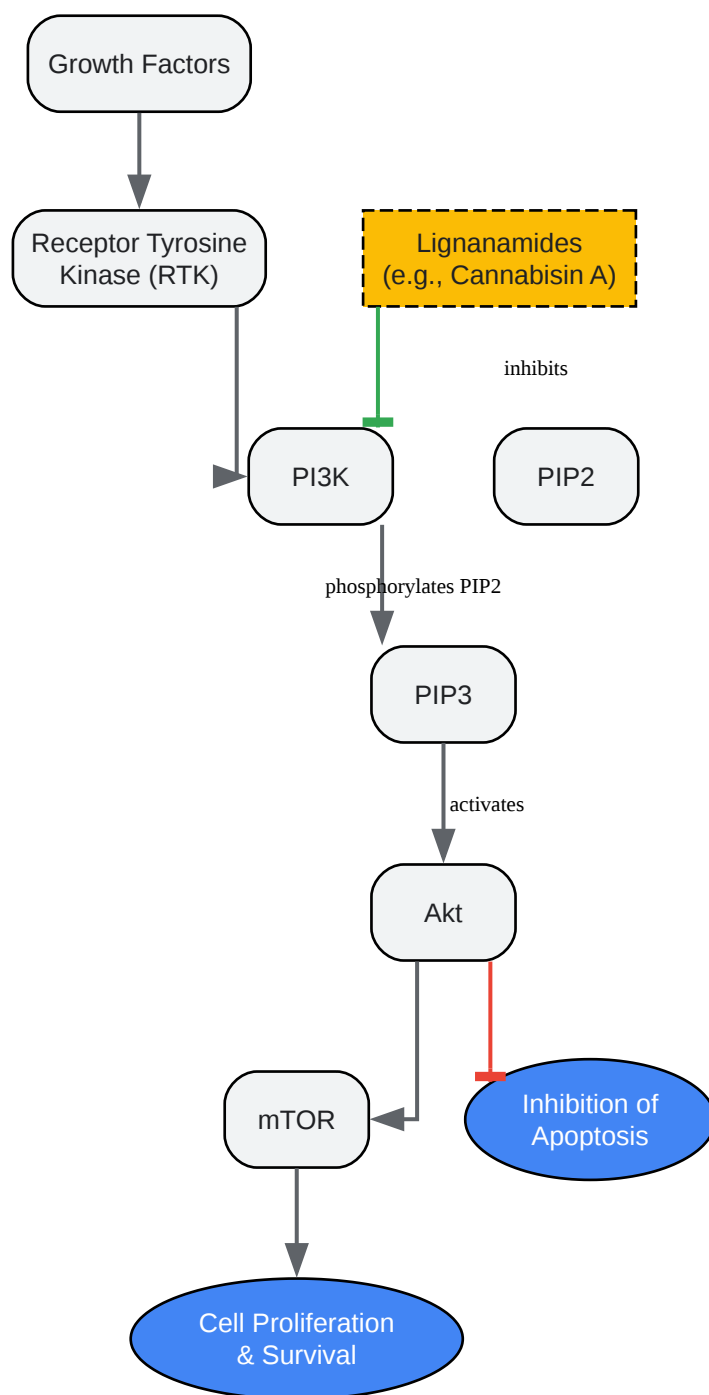 Growth Factors
Receptor Tyrosine
Kinase (RTK)
Lignanamides
(e.g., Cannabisin A)
inhibits
PI3K
PIP2
phosphorylates PIP2
PIP3
activates
Akt
mTOR
Inhibition of
Apoptosis
Cell Proliferation
& Survival